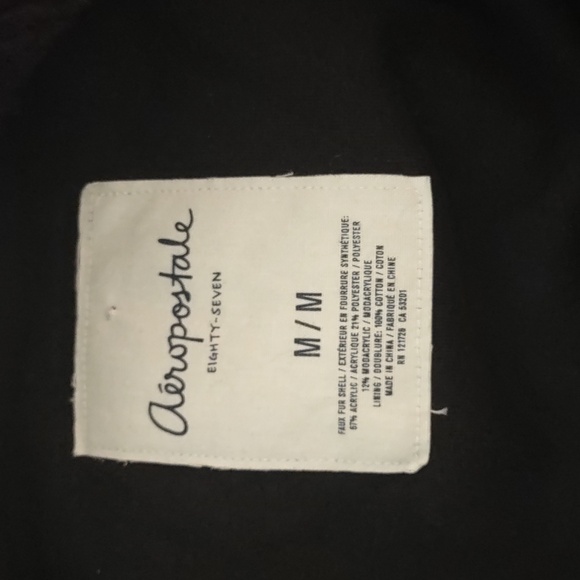 aéropostale
EIGHTY-SEVEN
M / M
FAUX FUR SHELL / EXTÉRIEUR EN FOURRURE SYNTHÉTIQUE:
67% ACRYLIC / ACRYLIQUE 21% POLYESTER / POLYESTER
12% MODACRYLIC / MODACRYLIQUE
LINING / DOUBLURE: 100% COTTON / COTON
MADE IN CHINA / FABRIQUÉ EN CHINE
RN 121726 CA 53201